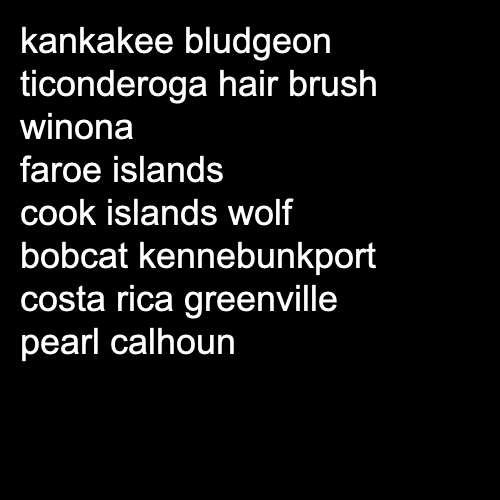 kankakee bludgeon
ticonderoga hair brush
winona
faroe islands
cook islands wolf
bobcat kennebunkport
costa rica greenville
pearl calhoun